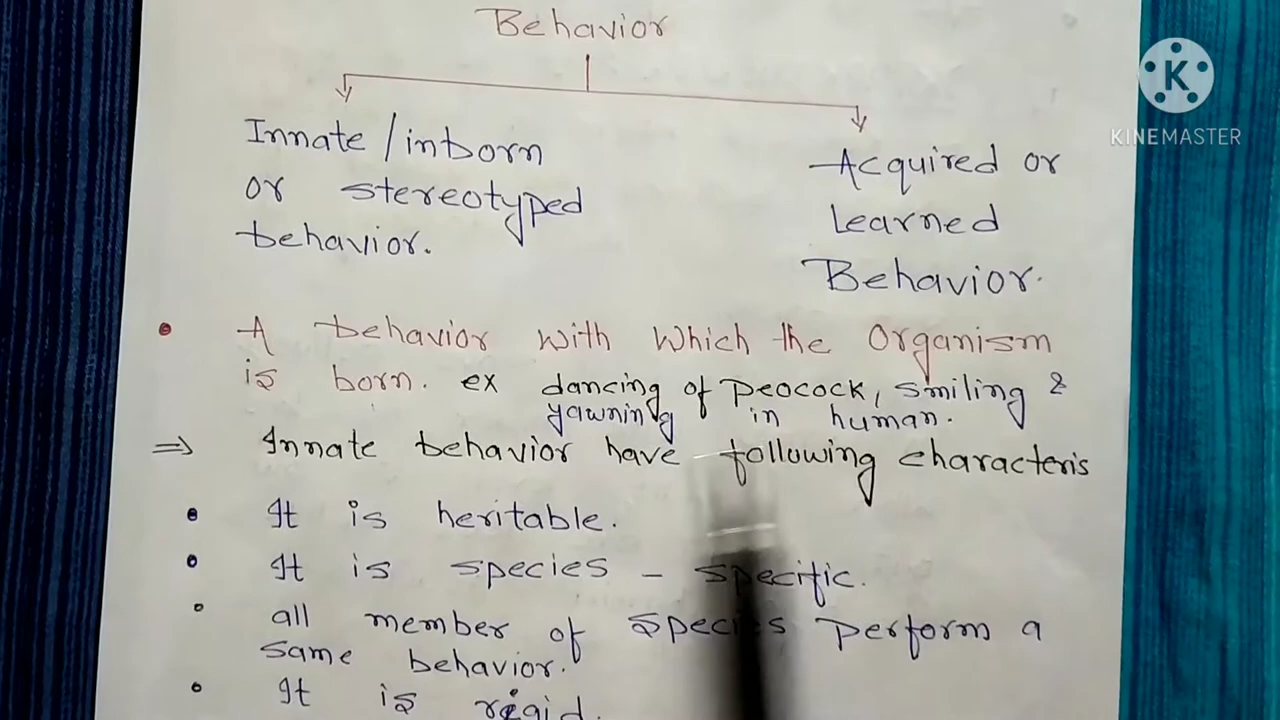 Behavior
Innate/inborn
or stereotyped
behavior.
Acquired or
Learned
Behavior.
• A behavior with which the organism
is born. ex dancing of peocock, smiling &
yawning in human.
⇒ Innate behavior have following characteris
• It is heritable.
• It is species - specific.
• all member of species perform a
same behavior.
• It is rigid.
K
KINEMASTER